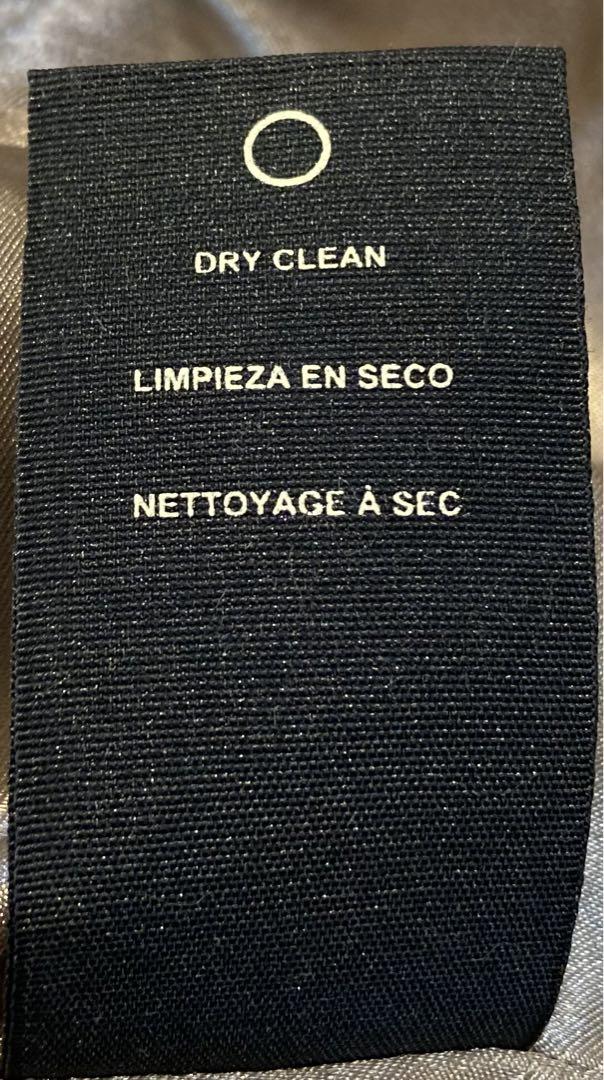 DRY CLEAN
LIMPIEZA EN SECO
NETTOYAGE À SEC